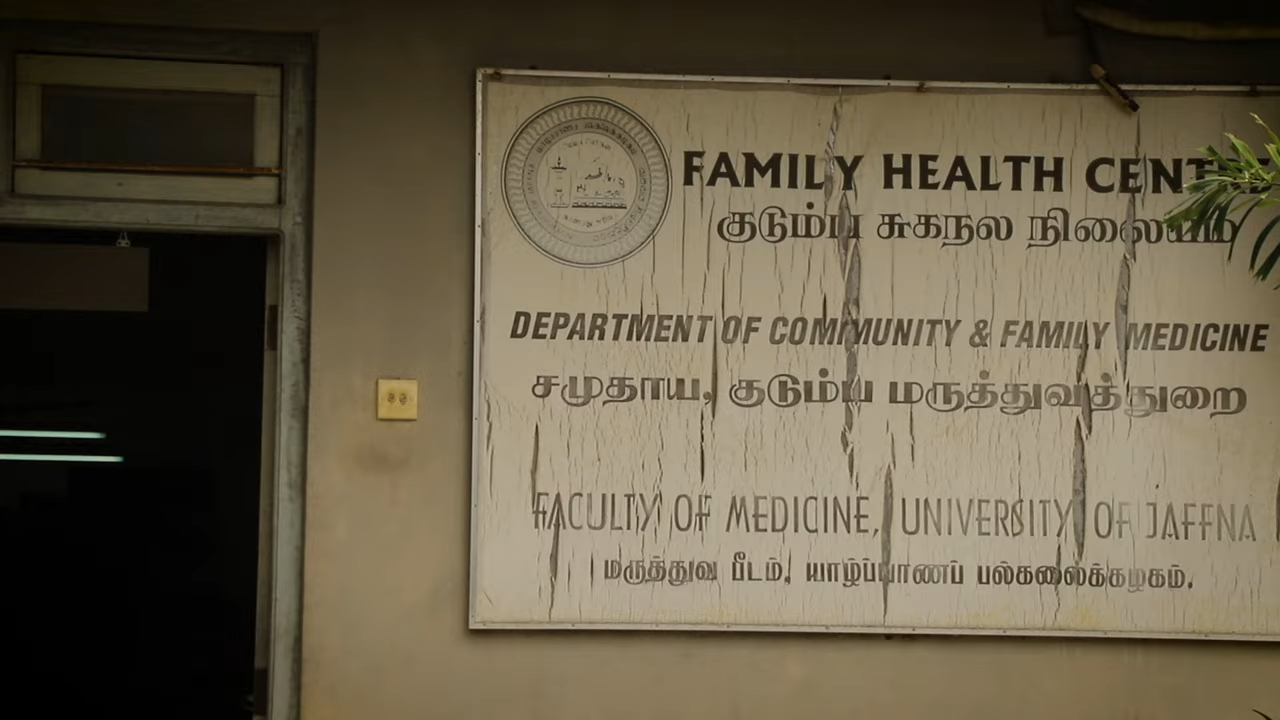 FAMILY HEALTH CENTRE
குடும்ப சுகநல நிலையம்
DEPARTMENT OF COMMUNITY & FAMILY MEDICINE
சமுதாய, குடும்ப மருத்துவத்துறை
FACULTY OF MEDICINE, UNIVERSITY OF JAFFNA
மருத்துவ பீடம், யாழ்ப்பாணப் பல்கலைக்கழகம்.